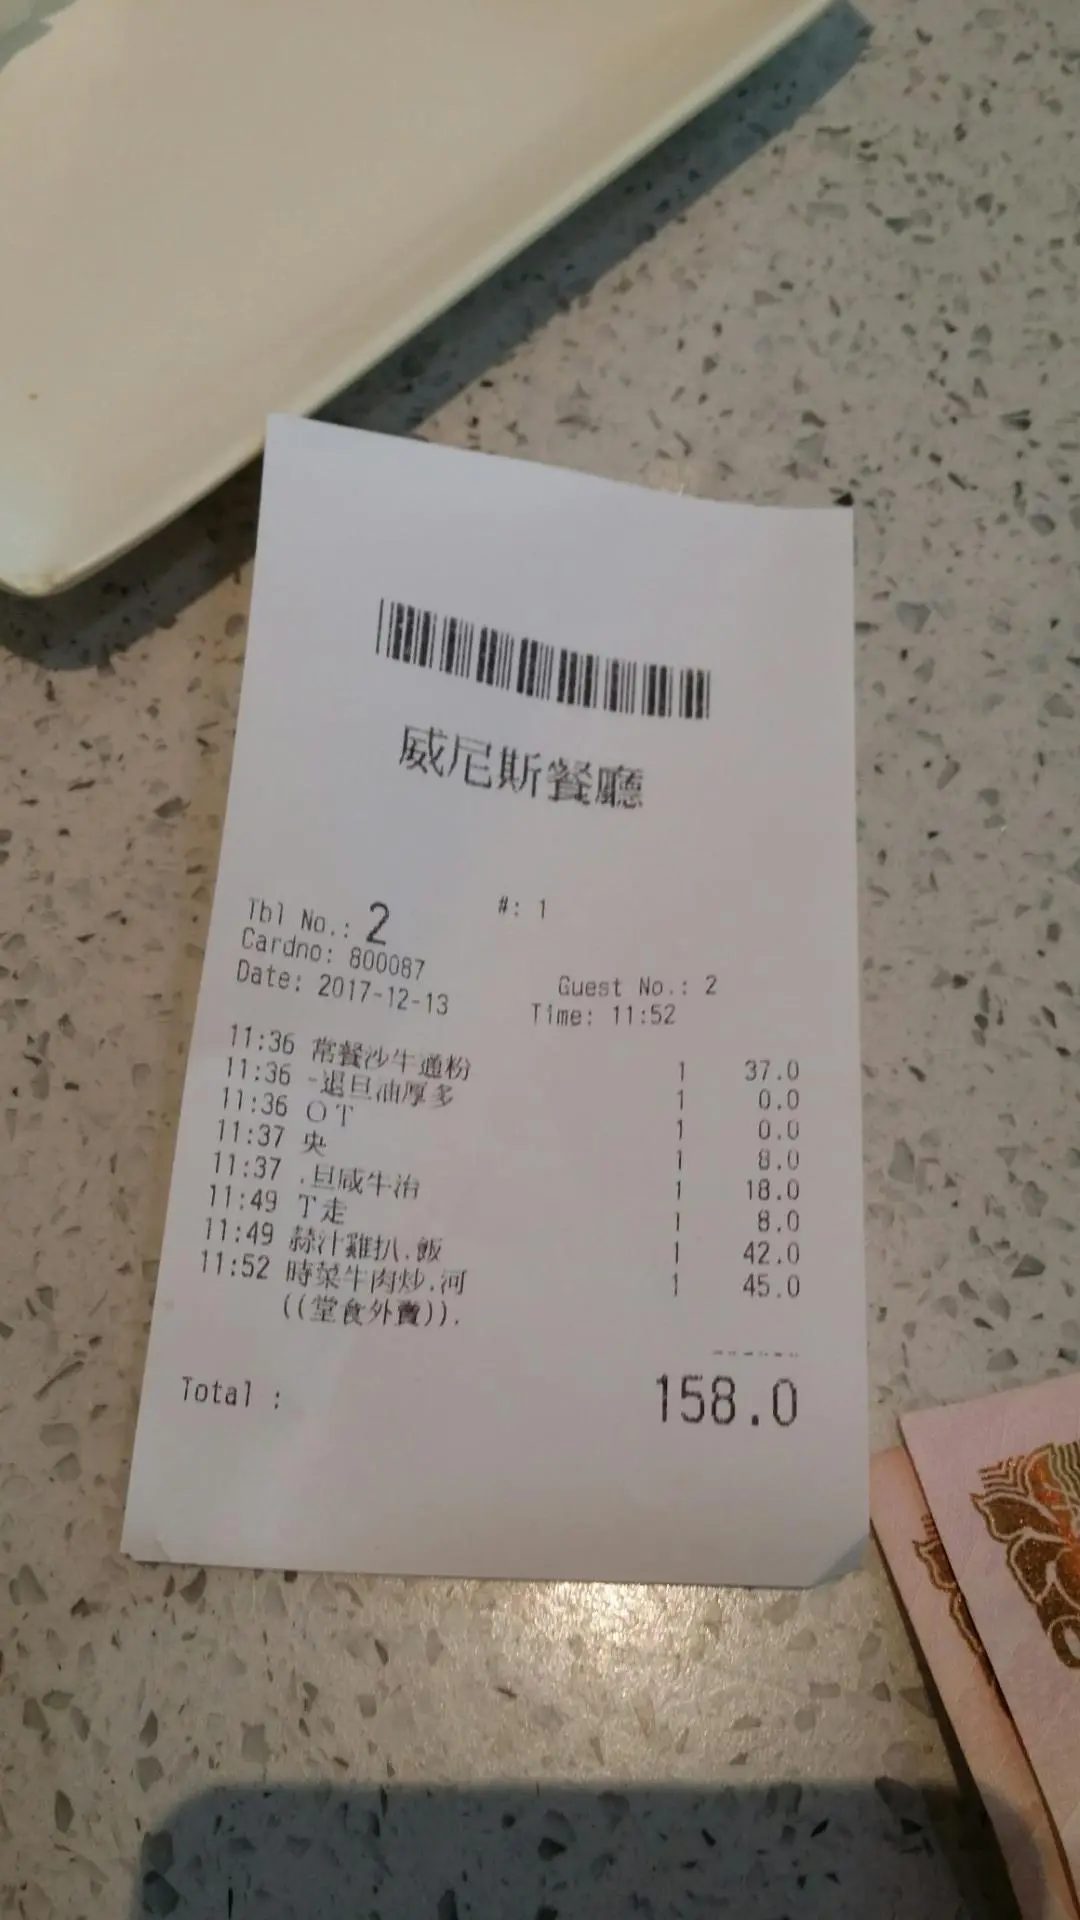 威尼斯餐廳
#: 1
Tbl No.: 2
Cardno: 800087
Guest No.: 2
Date: 2017-12-13
Time: 11:52
11:36 常餐沙牛通粉 1 37.0
11:36 -退旦油厚多 1 0.0
11:36 O T 1 0.0
11:37 央 1 8.0
11:37 .旦咸牛治 1 18.0
11:49 T走 1 8.0
11:49 蒜汁雞扒.飯 1 42.0
11:52 時菜牛肉炒.河 1 45.0
((堂食外賣)).
Total : 158.0